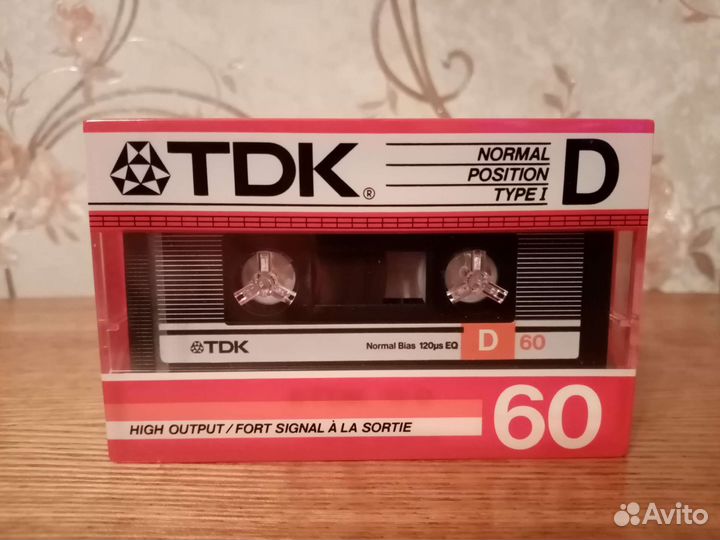 TDK®
NORMAL
POSITION
TYPE I
D
TDK
Normal Bias 120µs EQ
D
60
HIGH OUTPUT / FORT SIGNAL À LA SORTIE
60
Avito